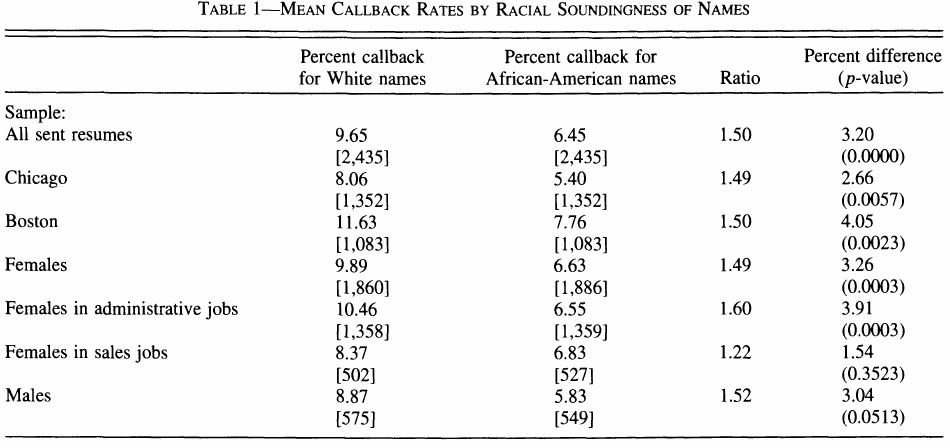 TABLE 1—MEAN CALLBACK RATES BY RACIAL SOUNDINGNESS OF NAMES
Percent callback for White names Percent callback for African-American names Ratio Percent difference (p-value)
Sample:
All sent resumes 9.65 6.45 1.50 3.20
[2,435] [2,435] (0.0000)
Chicago 8.06 5.40 1.49 2.66
[1,352] [1,352] (0.0057)
Boston 11.63 7.76 1.50 4.05
[1,083] [1,083] (0.0023)
Females 9.89 6.63 1.49 3.26
[1,860] [1,886] (0.0003)
Females in administrative jobs 10.46 6.55 1.60 3.91
[1,358] [1,359] (0.0003)
Females in sales jobs 8.37 6.83 1.22 1.54
[502] [527] (0.3523)
Males 8.87 5.83 1.52 3.04
[575] [549] (0.0513)